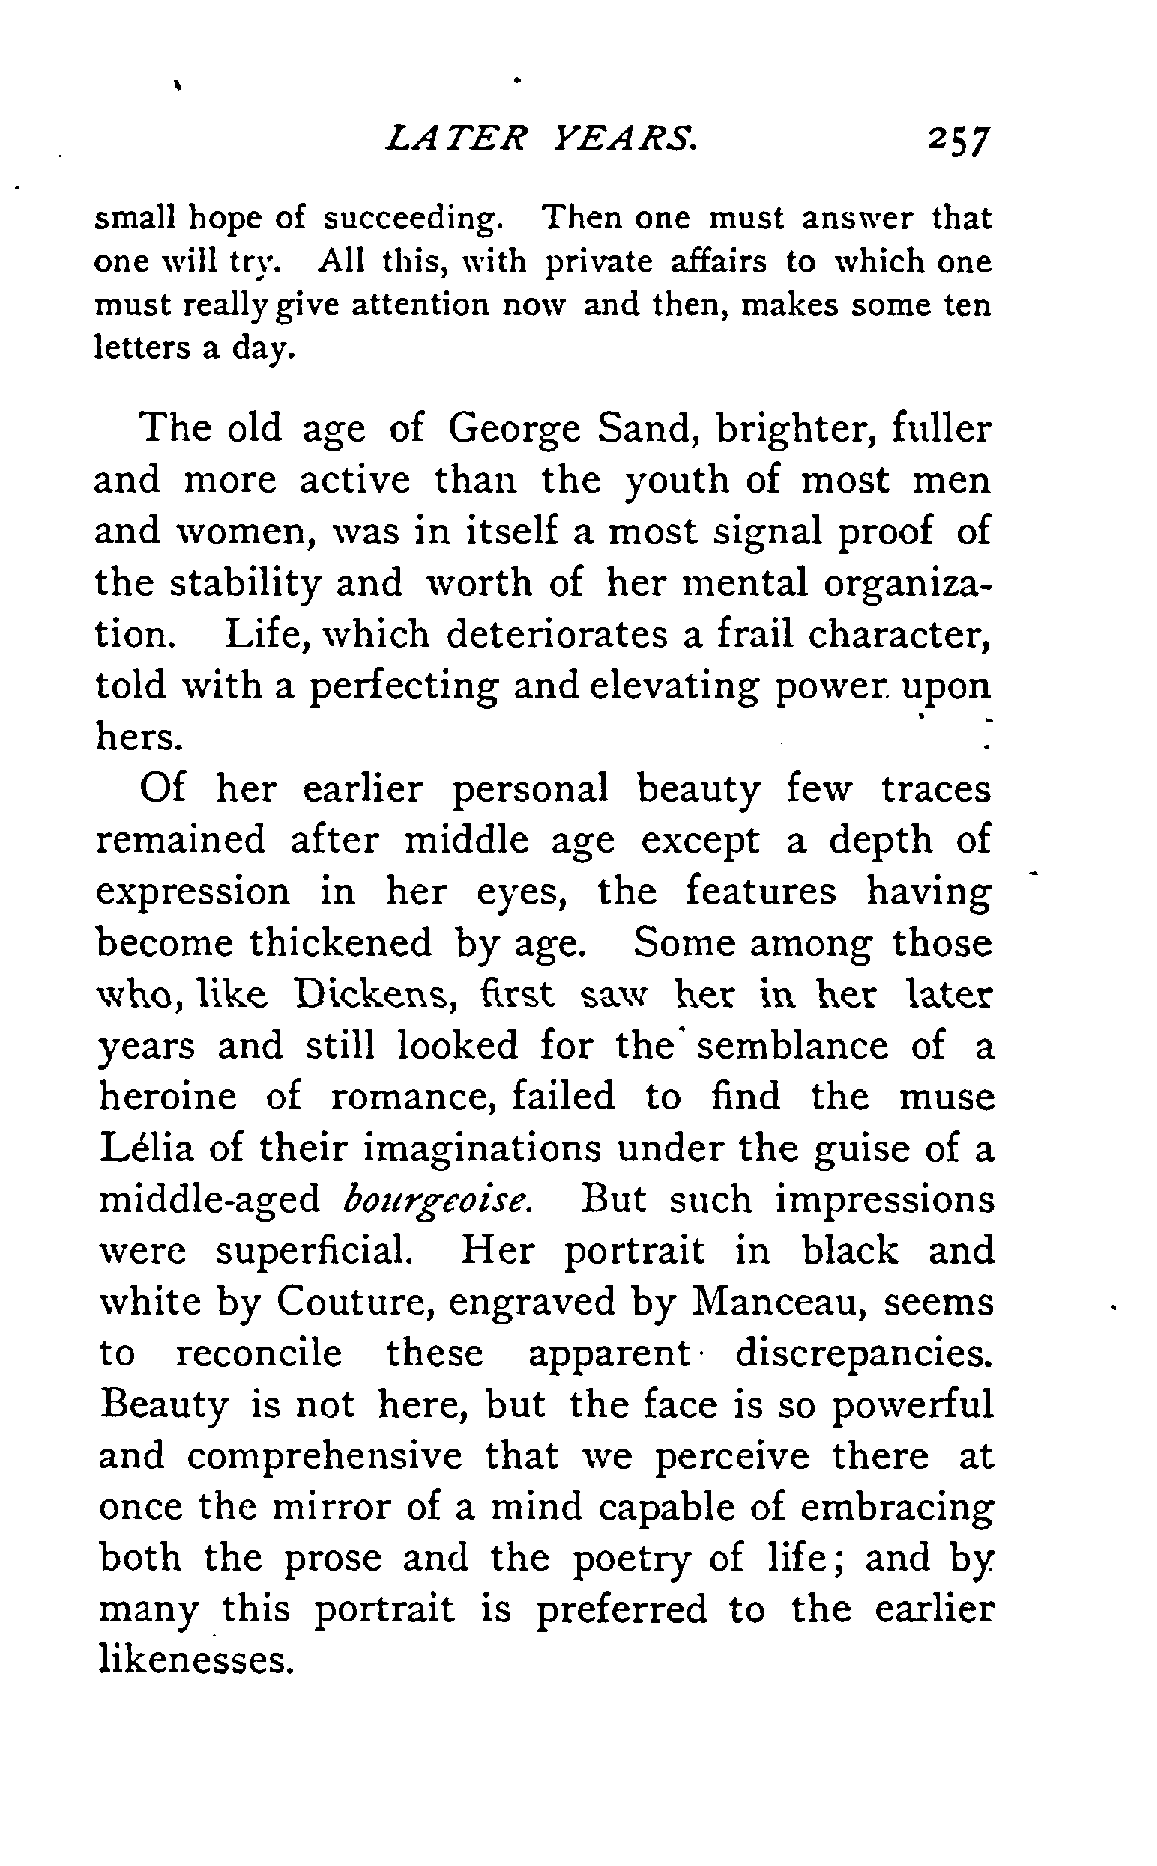 LATER YEARS. 257
small hope of succeeding. Then one must answer that
one will try. All this, with private affairs to which one
must really give attention now and then, makes some ten
letters a day.
The old age of George Sand, brighter, fuller
and more active than the youth of most men
and women, was in itself a most signal proof of
the stability and worth of her mental organiza-
tion. Life, which deteriorates a frail character,
told with a perfecting and elevating power upon
hers.
Of her earlier personal beauty few traces
remained after middle age except a depth of
expression in her eyes, the features having
become thickened by age. Some among those
who, like Dickens, first saw her in her later
years and still looked for the semblance of a
heroine of romance, failed to find the muse
Lélia of their imaginations under the guise of a
middle-aged bourgeoise. But such impressions
were superficial. Her portrait in black and
white by Couture, engraved by Manceau, seems
to reconcile these apparent discrepancies.
Beauty is not here, but the face is so powerful
and comprehensive that we perceive there at
once the mirror of a mind capable of embracing
both the prose and the poetry of life; and by
many this portrait is preferred to the earlier
likenesses.